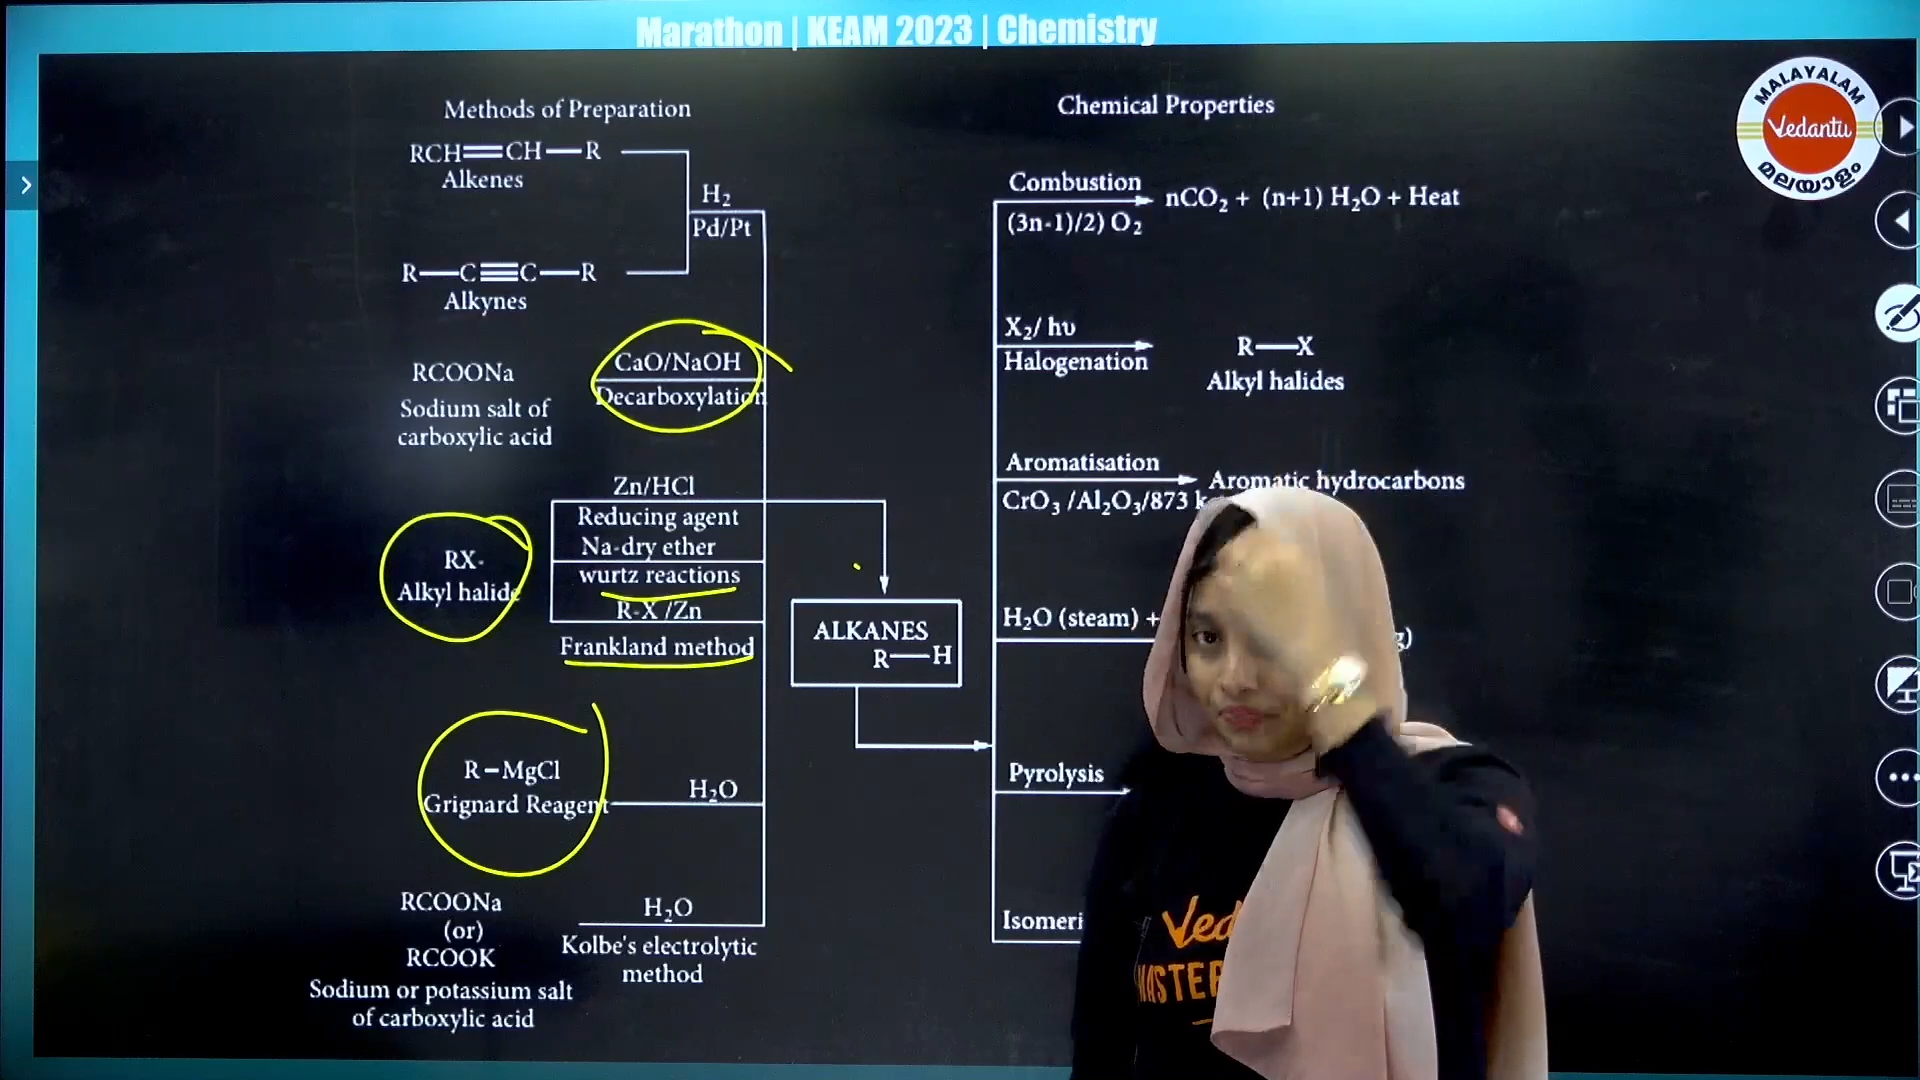 Marathon | KEAM 2023 | Chemistry
MALAYALAM
Vedantu
മലയാളം
Methods of Preparation
RCH=CH—R
Alkenes
H2
Pd/Pt
R—C≡C—R
Alkynes
RCOONa
Sodium salt of
carboxylic acid
CaO/NaOH
Decarboxylation
RX-
Alkyl halide
Zn/HCl
Reducing agent
Na-dry ether
wurtz reactions
R-X /Zn
Frankland method
R–MgCl
Grignard Reagent
H2O
RCOONa
(or)
RCOOK
Sodium or potassium salt
of carboxylic acid
H2O
Kolbe's electrolytic
method
ALKANES
R—H
Chemical Properties
Combustion
(3n-1)/2) O2
nCO2 + (n+1) H2O + Heat
X2/ hυ
Halogenation
R—X
Alkyl halides
Aromatisation
CrO3 /Al2O3/873 k
Aromatic hydrocarbons
H2O (steam) +
g)
Pyrolysis
Isomeri
Ved
MASTER